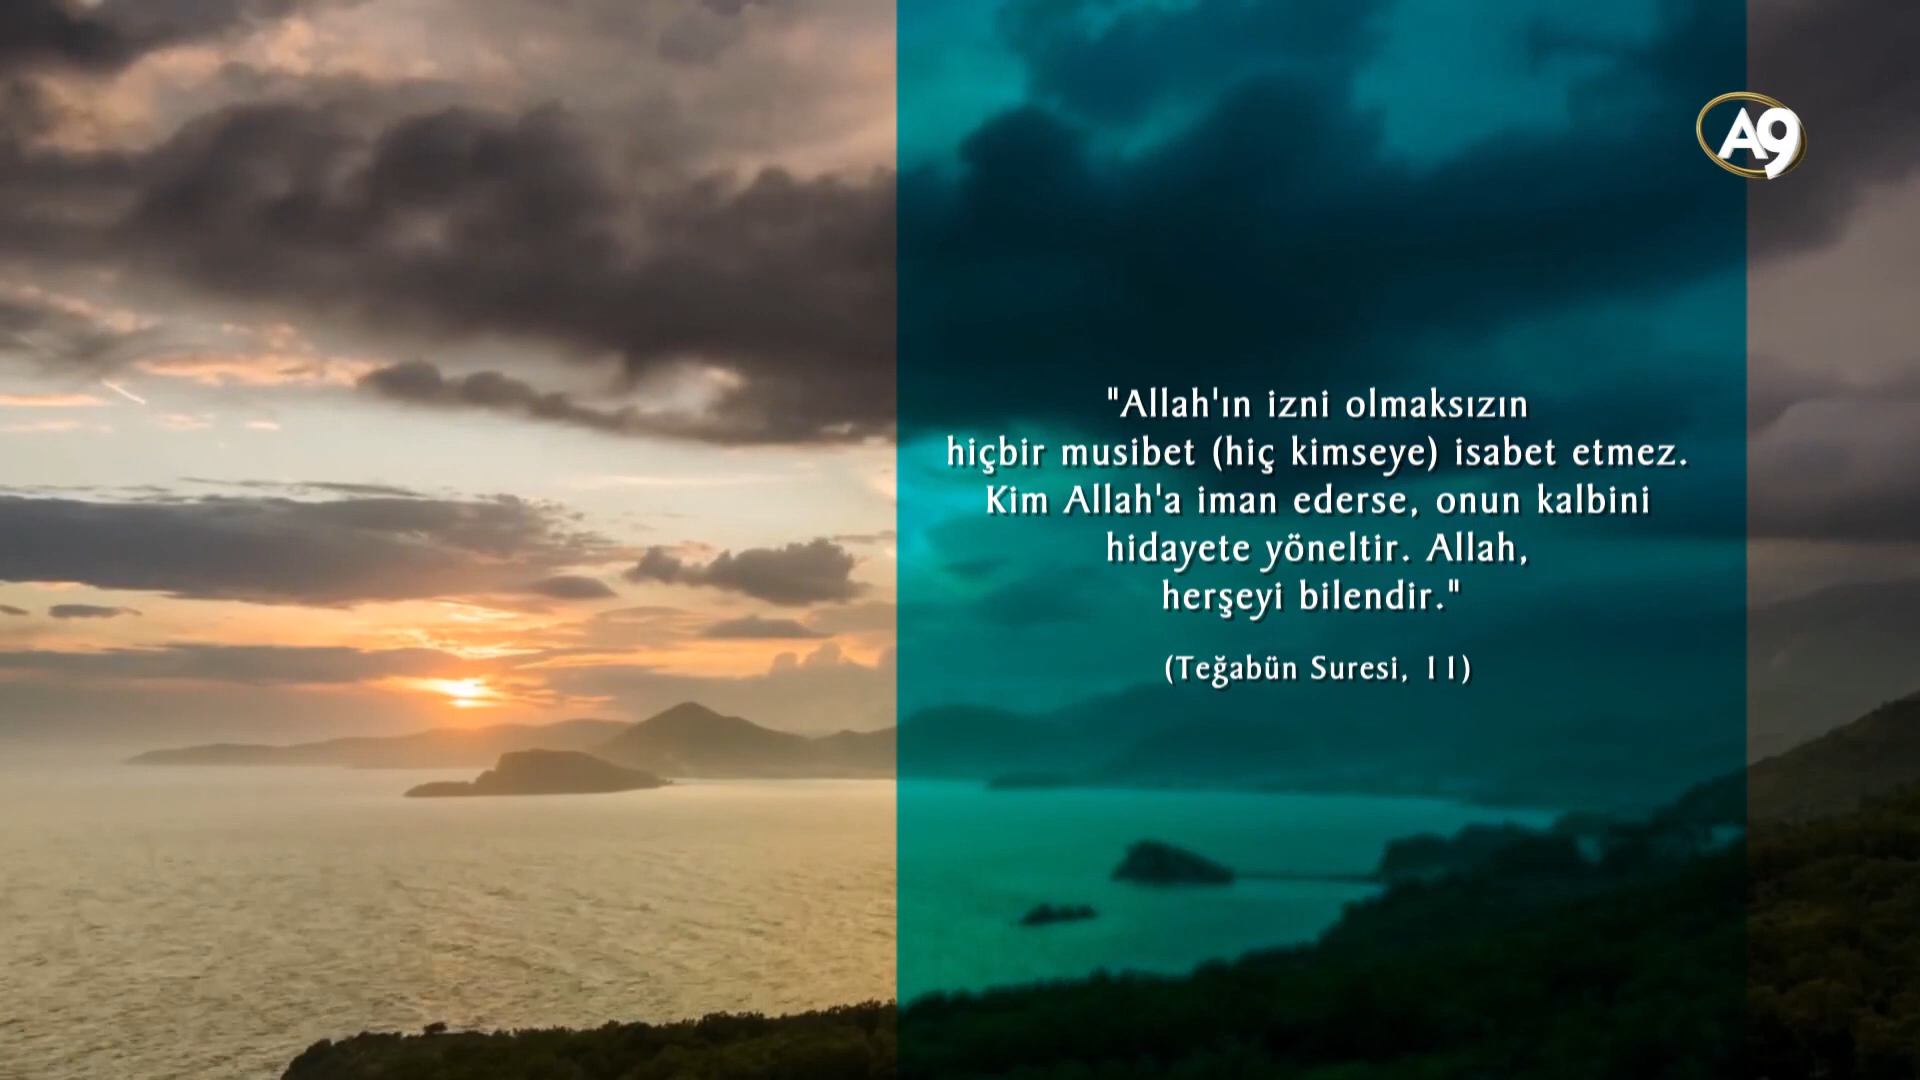 A9
"Allah'ın izni olmaksızın
hiçbir musibet (hiç kimseye) isabet etmez.
Kim Allah'a iman ederse, onun kalbini
hidayete yöneltir. Allah,
herşeyi bilendir."
(Teğabün Suresi, 11)